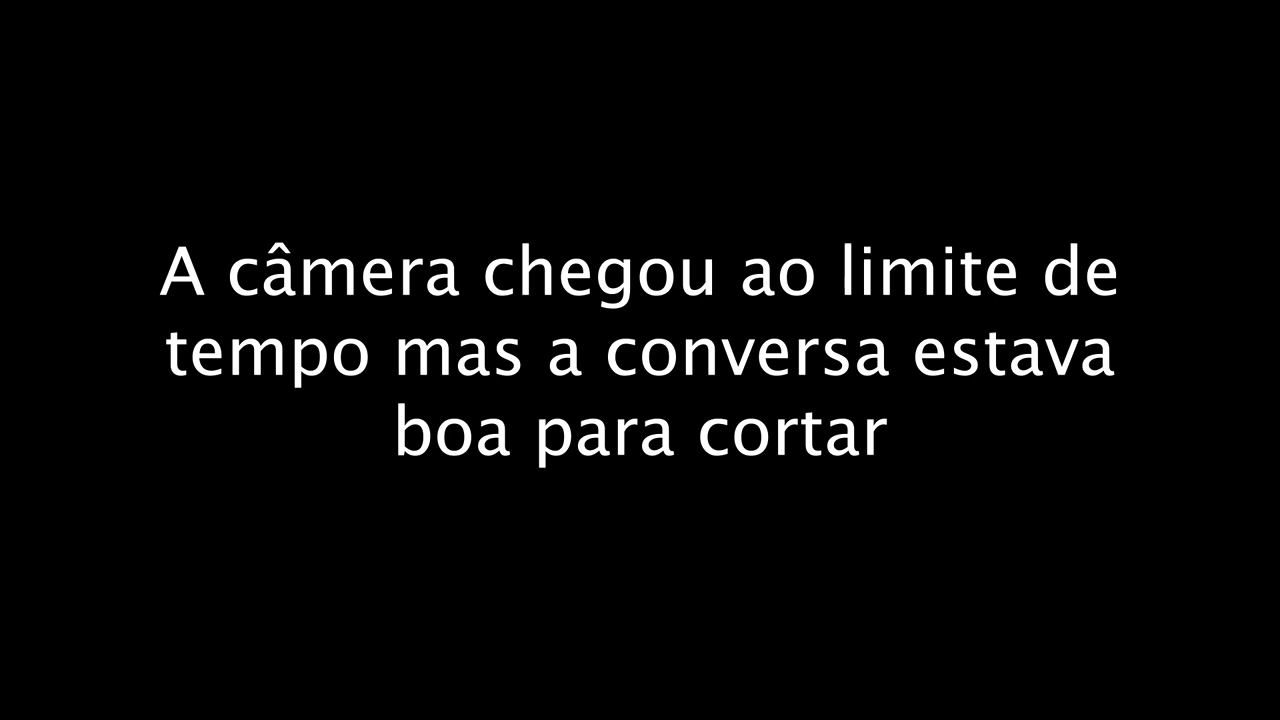 A câmera chegou ao limite de
tempo mas a conversa estava
boa para cortar